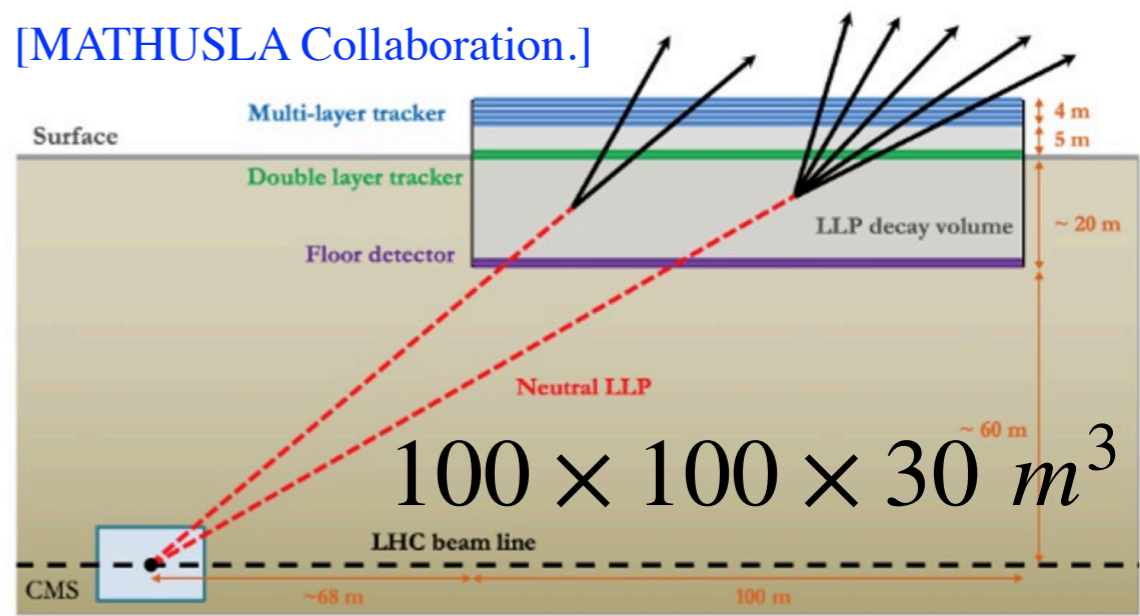 [MATHUSLA Collaboration.]
Multi-layer tracker
4 m
Surface
5 m
Double layer tracker
LLP decay volume
~ 20 m
Floor detector
Neutral LLP
~ 60 m
100 × 100 × 30 m³
LHC beam line
CMS
~68 m
100 m